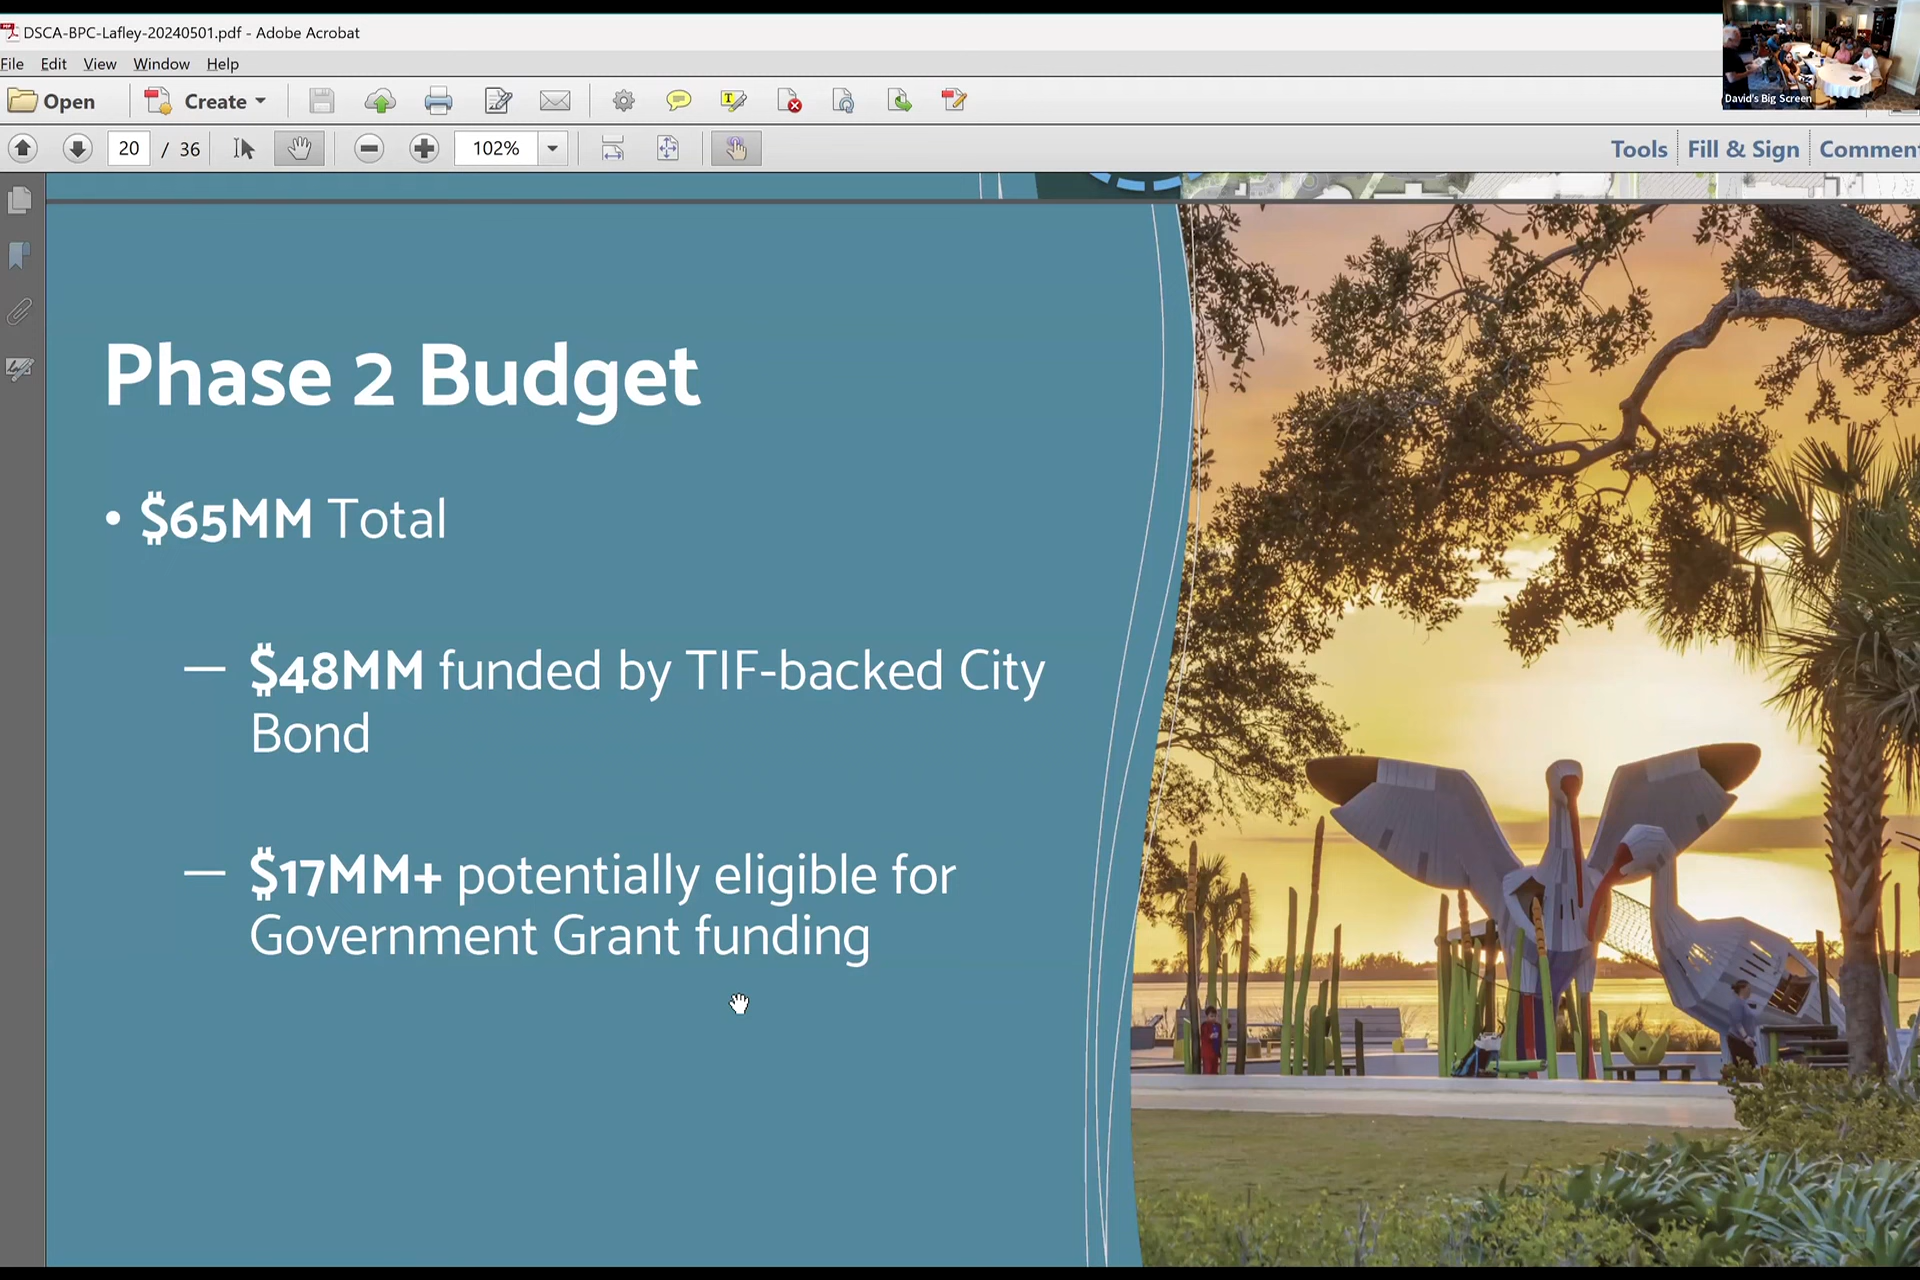 DSCA-BPC-Lafley-20240501.pdf - Adobe Acrobat
File Edit View Window Help
Open Create
20 / 36 102% Tools Fill & Sign Comment
David's Big Screen
Phase 2 Budget
• $65MM Total
— $48MM funded by TIF-backed City
Bond
— $17MM+ potentially eligible for
Government Grant funding